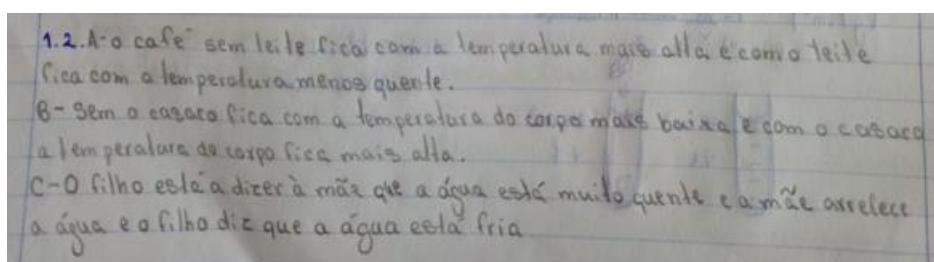 1.2. A-o café sem leite fica com a temperatura mais alta e com o leite
fica com a temperatura menos quente.
B- Sem o casaco fica com a temperatura do corpo mais baixa e com o casaco
a temperatura do corpo fica mais alta.
C-O filho está a dizer à mãe que a água está muito quente e a mãe arrelece
a água e o filho diz que a água está fria